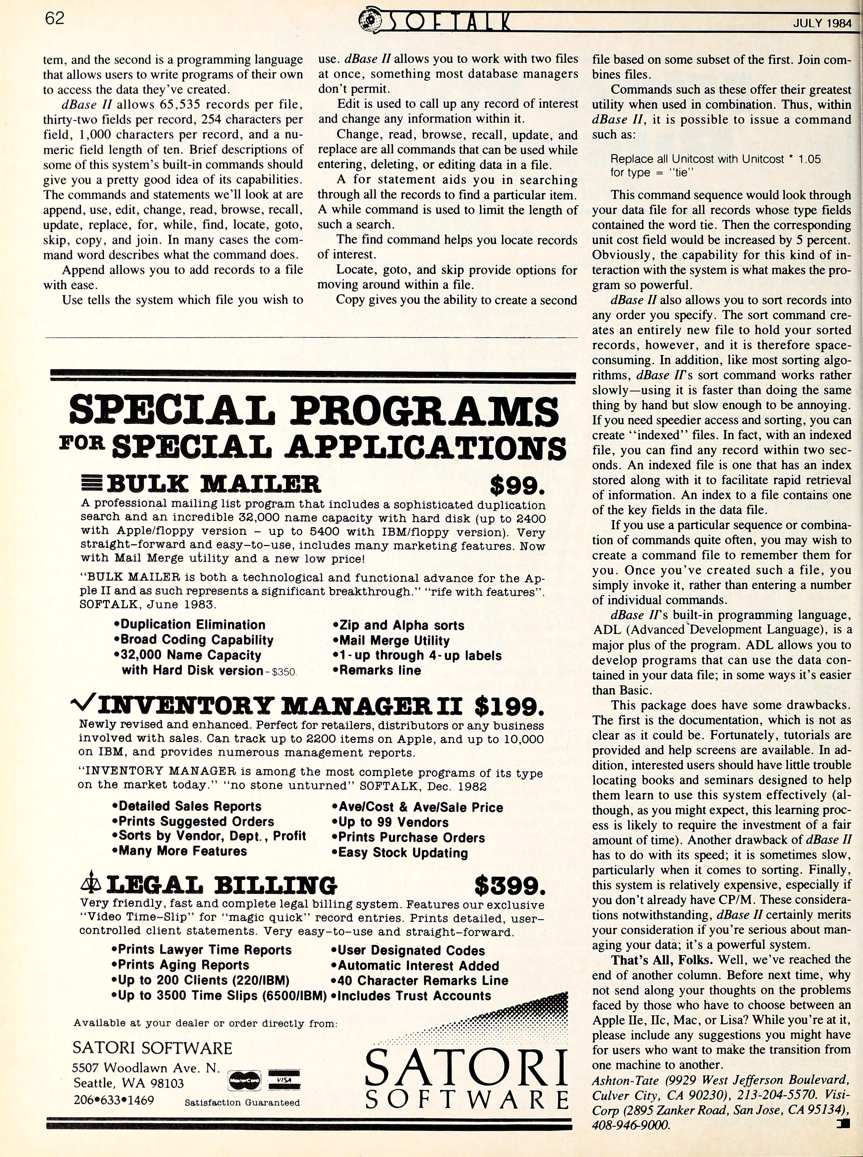 62
SOFTALK
JULY 1984
tem, and the second is a programming language
that allows users to write programs of their own
to access the data they've created.
dBase II allows 65,535 records per file,
thirty-two fields per record, 254 characters per
field, 1,000 characters per record, and a nu-
meric field length of ten. Brief descriptions of
some of this system's built-in commands should
give you a pretty good idea of its capabilities.
The commands and statements we'll look at are
append, use, edit, change, read, browse, recall,
update, replace, for, while, find, locate, goto,
skip, copy, and join. In many cases the com-
mand word describes what the command does.
Append allows you to add records to a file
with ease.
Use tells the system which file you wish to
use. dBase II allows you to work with two files
at once, something most database managers
don't permit.
Edit is used to call up any record of interest
and change any information within it.
Change, read, browse, recall, update, and
replace are all commands that can be used while
entering, deleting, or editing data in a file.
A for statement aids you in searching
through all the records to find a particular item.
A while command is used to limit the length of
such a search.
The find command helps you locate records
of interest.
Locate, goto, and skip provide options for
moving around within a file.
Copy gives you the ability to create a second
file based on some subset of the first. Join com-
bines files.
Commands such as these offer their greatest
utility when used in combination. Thus, within
dBase II, it is possible to issue a command
such as:
Replace all Unitcost with Unitcost * 1.05
for type = "tie"
This command sequence would look through
your data file for all records whose type fields
contained the word tie. Then the corresponding
unit cost field would be increased by 5 percent.
Obviously, the capability for this kind of in-
teraction with the system is what makes the pro-
gram so powerful.
dBase II also allows you to sort records into
any order you specify. The sort command cre-
ates an entirely new file to hold your sorted
records, however, and it is therefore space-
consuming. In addition, like most sorting algo-
rithms, dBase II's sort command works rather
slowly—using it is faster than doing the same
thing by hand but slow enough to be annoying.
If you need speedier access and sorting, you can
create "indexed" files. In fact, with an indexed
file, you can find any record within two sec-
onds. An indexed file is one that has an index
stored along with it to facilitate rapid retrieval
of information. An index to a file contains one
of the key fields in the data file.
If you use a particular sequence or combina-
tion of commands quite often, you may wish to
create a command file to remember them for
you. Once you've created such a file, you
simply invoke it, rather than entering a number
of individual commands.
dBase II's built-in programming language,
ADL (Advanced Development Language), is a
major plus of the program. ADL allows you to
develop programs that can use the data con-
tained in your data file; in some ways it's easier
than Basic.
This package does have some drawbacks.
The first is the documentation, which is not as
clear as it could be. Fortunately, tutorials are
provided and help screens are available. In ad-
dition, interested users should have little trouble
locating books and seminars designed to help
them learn to use this system effectively (al-
though, as you might expect, this learning proc-
ess is likely to require the investment of a fair
amount of time). Another drawback of dBase II
has to do with its speed; it is sometimes slow,
particularly when it comes to sorting. Finally,
this system is relatively expensive, especially if
you don't already have CP/M. These considera-
tions notwithstanding, dBase II certainly merits
your consideration if you're serious about man-
aging your data; it's a powerful system.
That's All, Folks. Well, we've reached the
end of another column. Before next time, why
not send along your thoughts on the problems
faced by those who have to choose between an
Apple IIe, IIc, Mac, or Lisa? While you're at it,
please include any suggestions you might have
for users who want to make the transition from
one machine to another.
Ashton-Tate (9929 West Jefferson Boulevard,
Culver City, CA 90230), 213-204-5570. Visi-
Corp (2895 Zanker Road, San Jose, CA 95134),
408-946-9000.
SPECIAL PROGRAMS
FOR SPECIAL APPLICATIONS
BULK MAILER $99.
A professional mailing list program that includes a sophisticated duplication
search and an incredible 32,000 name capacity with hard disk (up to 2400
with Apple/floppy version – up to 5400 with IBM/floppy version). Very
straight-forward and easy-to-use, includes many marketing features. Now
with Mail Merge utility and a new low price!
"BULK MAILER is both a technological and functional advance for the Ap-
ple II and as such represents a significant breakthrough." "rife with features".
SOFTALK, June 1983.
•Duplication Elimination
•Broad Coding Capability
•32,000 Name Capacity
with Hard Disk version - $350.
•Zip and Alpha sorts
•Mail Merge Utility
•1-up through 4-up labels
•Remarks line
INVENTORY MANAGER II $199.
Newly revised and enhanced. Perfect for retailers, distributors or any business
involved with sales. Can track up to 2200 items on Apple, and up to 10,000
on IBM, and provides numerous management reports.
"INVENTORY MANAGER is among the most complete programs of its type
on the market today." "no stone unturned" SOFTALK, Dec. 1982
•Detailed Sales Reports
•Prints Suggested Orders
•Sorts by Vendor, Dept., Profit
•Many More Features
•Ave/Cost & Ave/Sale Price
•Up to 99 Vendors
•Prints Purchase Orders
•Easy Stock Updating
LEGAL BILLING $399.
Very friendly, fast and complete legal billing system. Features our exclusive
"Video Time-Slip" for "magic quick" record entries. Prints detailed, user-
controlled client statements. Very easy-to-use and straight-forward.
•Prints Lawyer Time Reports
•Prints Aging Reports
•Up to 200 Clients (220/IBM)
•Up to 3500 Time Slips (6500/IBM)
•User Designated Codes
•Automatic Interest Added
•40 Character Remarks Line
•Includes Trust Accounts
Available at your dealer or order directly from:
SATORI SOFTWARE
5507 Woodlawn Ave. N.
Seattle, WA 98103
206•633•1469
MasterCard
VISA
Satisfaction Guaranteed
SATORI
SOFTWARE